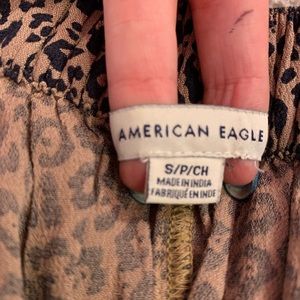 AMERICAN EAGLE
S/P/CH
MADE IN INDIA
FABRIQUÉ EN INDE